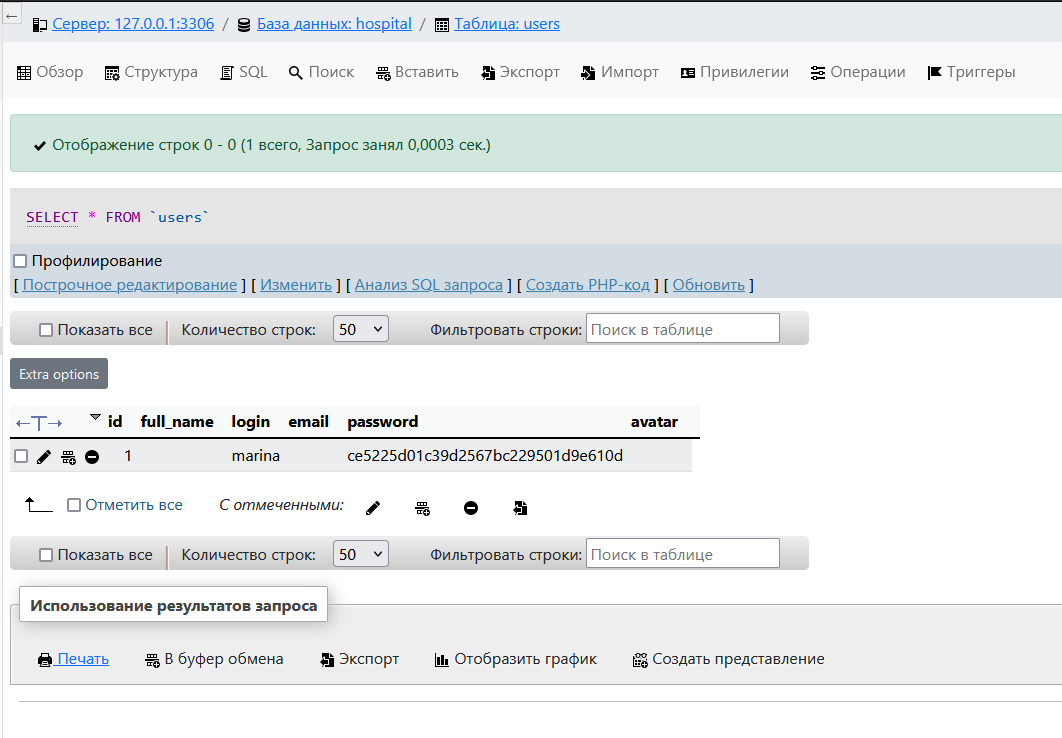 Сервер: 127.0.0.1:3306 / База данных: hospital / Таблица: users
Обзор Структура SQL Поиск Вставить Экспорт Импорт Привилегии Операции Триггеры
Отображение строк 0 - 0 (1 всего, Запрос занял 0,0003 сек.)
SELECT * FROM `users`
Профилирование
[ Построчное редактирование ] [ Изменить ] [ Анализ SQL запроса ] [ Создать PHP-код ] [ Обновить ]
Показать все Количество строк: 50 Фильтровать строки: Поиск в таблице
Extra options
←T→ id full_name login email password avatar
1 marina ce5225d01c39d2567bc229501d9e610d
Отметить все С отмеченными:
Показать все Количество строк: 50 Фильтровать строки: Поиск в таблице
Использование результатов запроса
Печать В буфер обмена Экспорт Отобразить график Создать представление